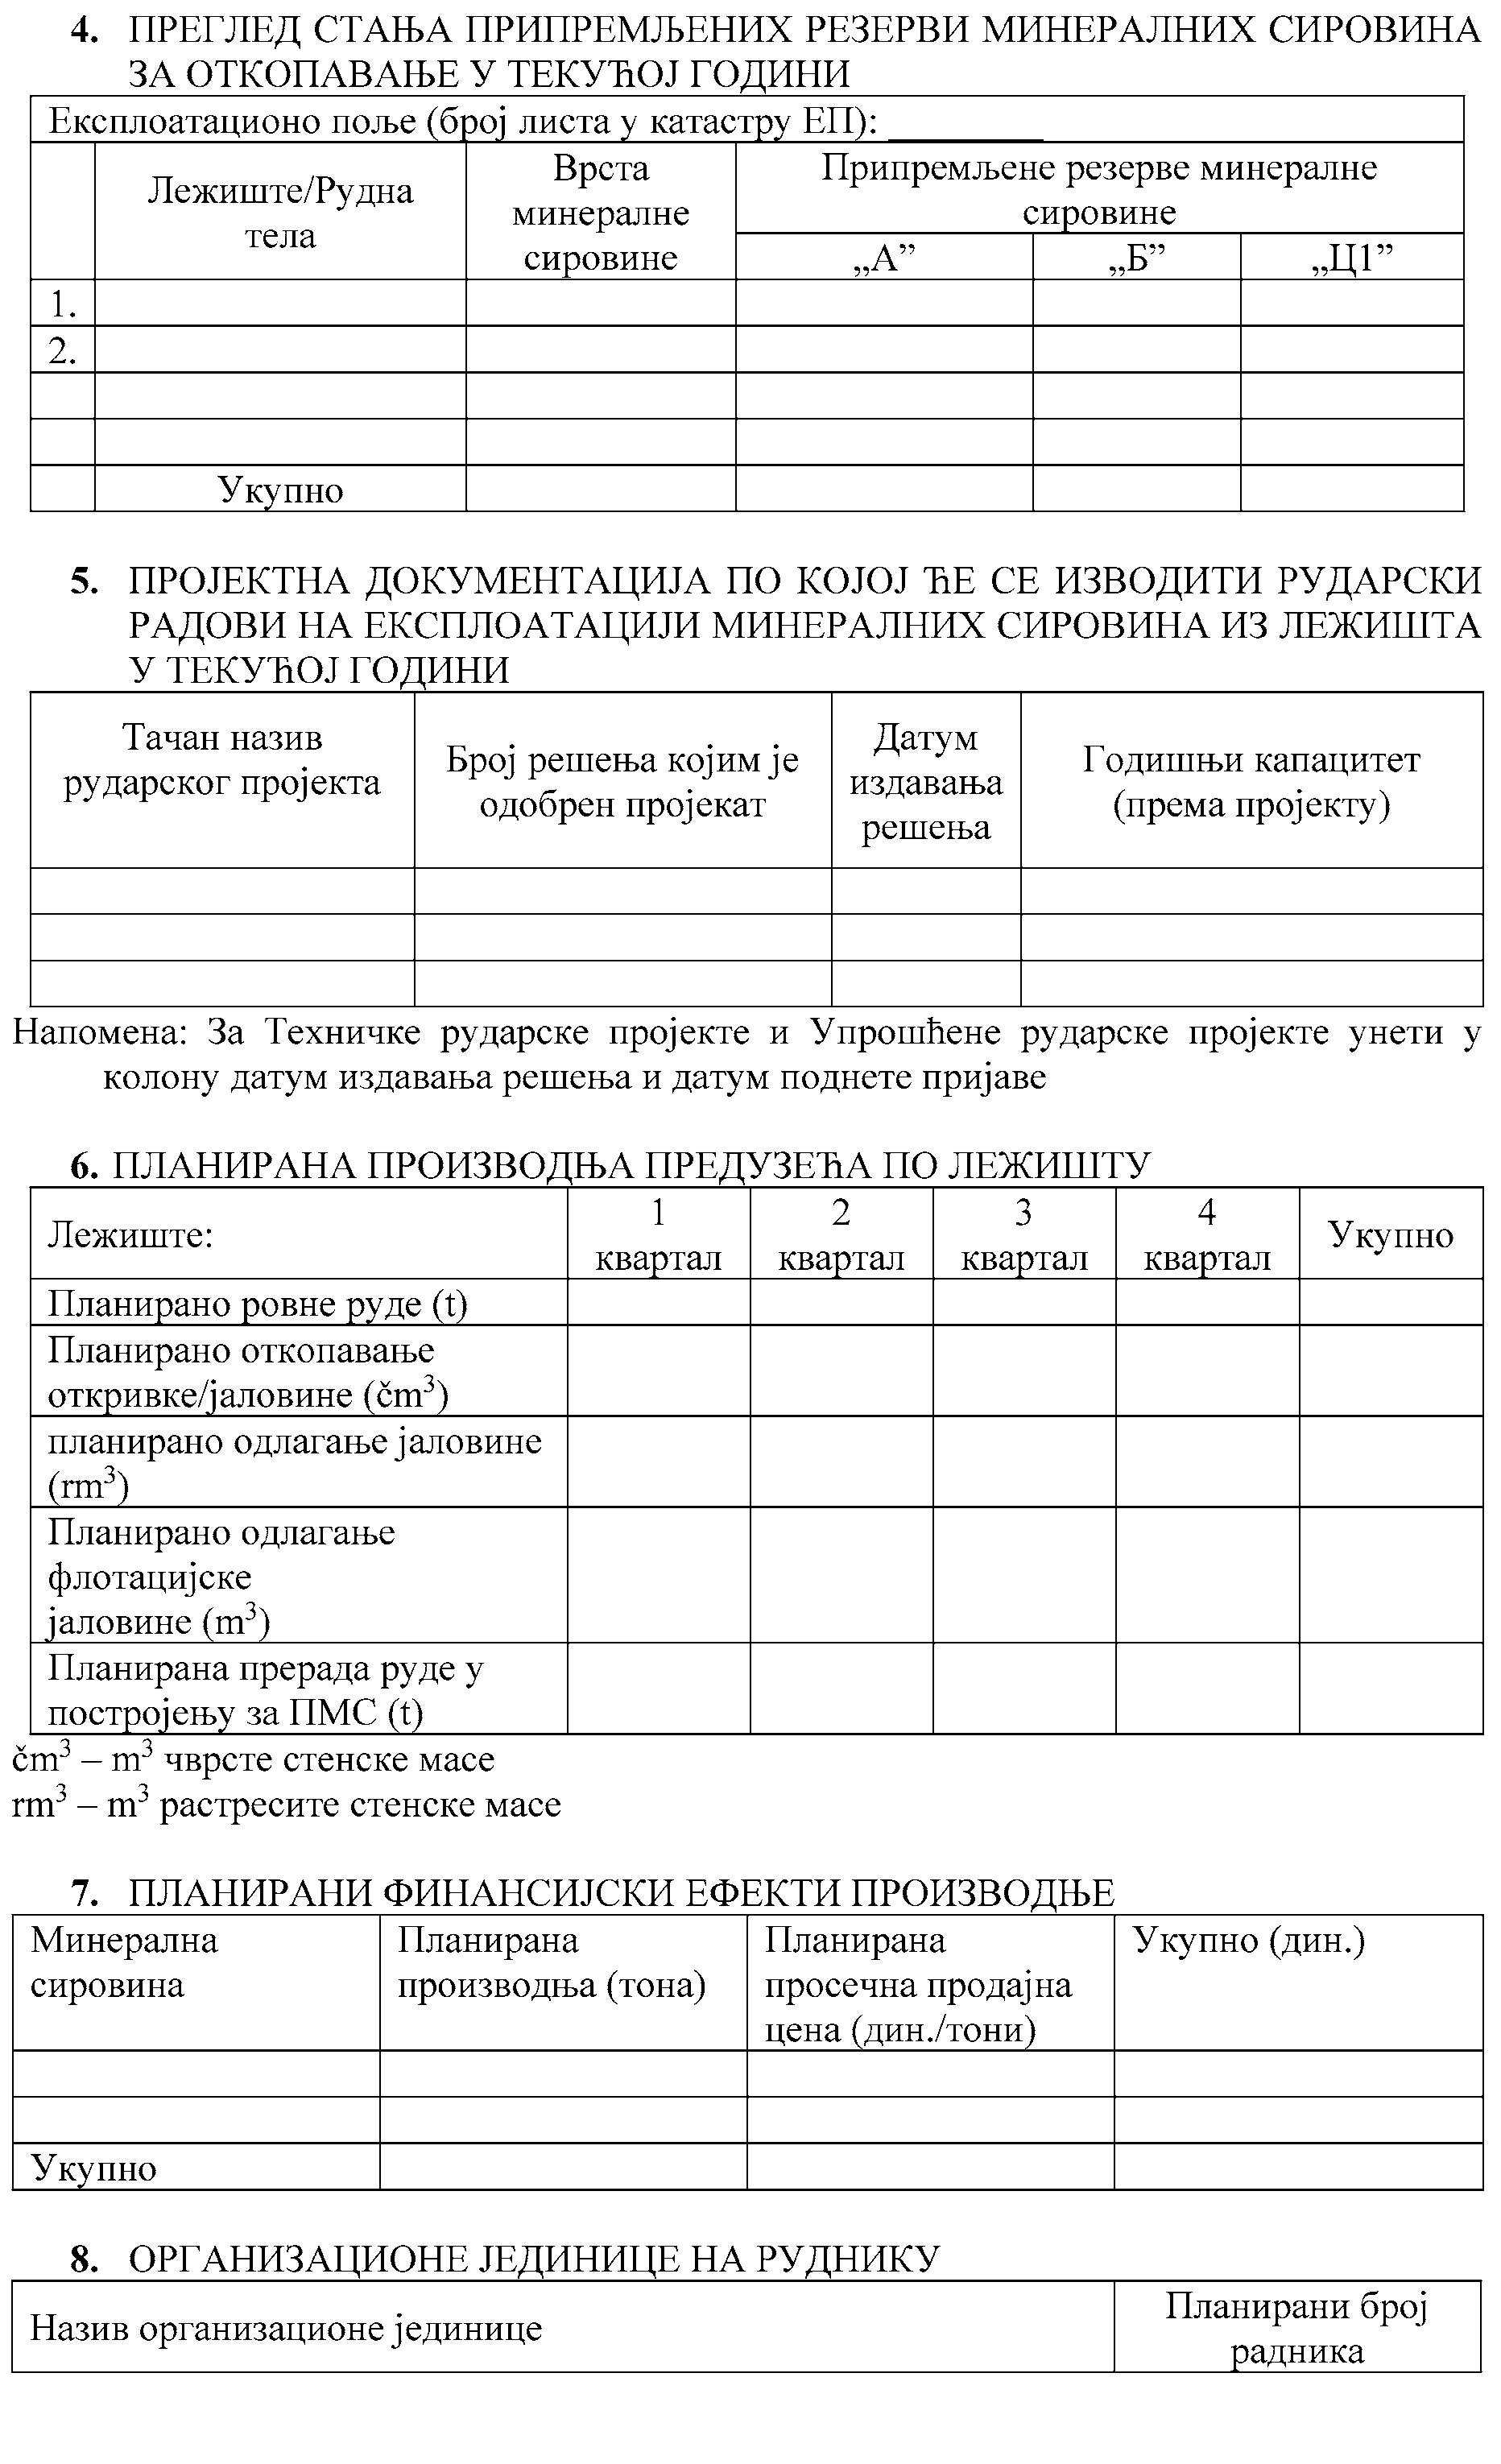 4. ПРЕГЛЕД СТАЊА ПРИПРЕМЉЕНИХ РЕЗЕРВИ МИНЕРАЛНИХ СИРОВИНА
ЗА ОТКОПАВАЊЕ У ТЕКУЋОЈ ГОДИНИ
Експлоатационо поље (број листа у катастру ЕП): ________
Лежиште/Рудна
тела
Врста
минералне
сировине
Припремљене резерве минералне
сировине
„А” „Б” „Ц1”
1.
2.
Укупно
5. ПРОЈЕКТНА ДОКУМЕНТАЦИЈА ПО КОЈОЈ ЋЕ СЕ ИЗВОДИТИ РУДАРСКИ
РАДОВИ НА ЕКСПЛОАТАЦИЈИ МИНЕРАЛНИХ СИРОВИНА ИЗ ЛЕЖИШТА
У ТЕКУЋОЈ ГОДИНИ
Тачан назив
рударског пројекта
Број решења којим је
одобрен пројекат
Датум
издавања
решења
Годишњи капацитет
(према пројекту)
Напомена: За Техничке рударске пројекте и Упрошћене рударске пројекте унети у
колону датум издавања решења и датум поднете пријаве
6. ПЛАНИРАНА ПРОИЗВОДЊА ПРЕДУЗЕЋА ПО ЛЕЖИШТУ
Лежиште:
1
квартал
2
квартал
3
квартал
4
квартал
Укупно
Планирано ровне руде (t)
Планирано откопавање
откривке/јаловине (čm³)
планирано одлагање јаловине
(rm³)
Планирано одлагање
флотацијске
јаловине (m³)
Планирана прерада руде у
постројењу за ПМС (t)
čm³ – m³ чврсте стенске масе
rm³ – m³ растресите стенске масе
7. ПЛАНИРАНИ ФИНАНСИЈСКИ ЕФЕКТИ ПРОИЗВОДЊЕ
Минерална
сировина
Планирана
производња (тона)
Планирана
просечна продајна
цена (дин./тони)
Укупно (дин.)
Укупно
8. ОРГАНИЗАЦИОНЕ ЈЕДИНИЦЕ НА РУДНИКУ
Назив организационе јединице
Планирани број
радника